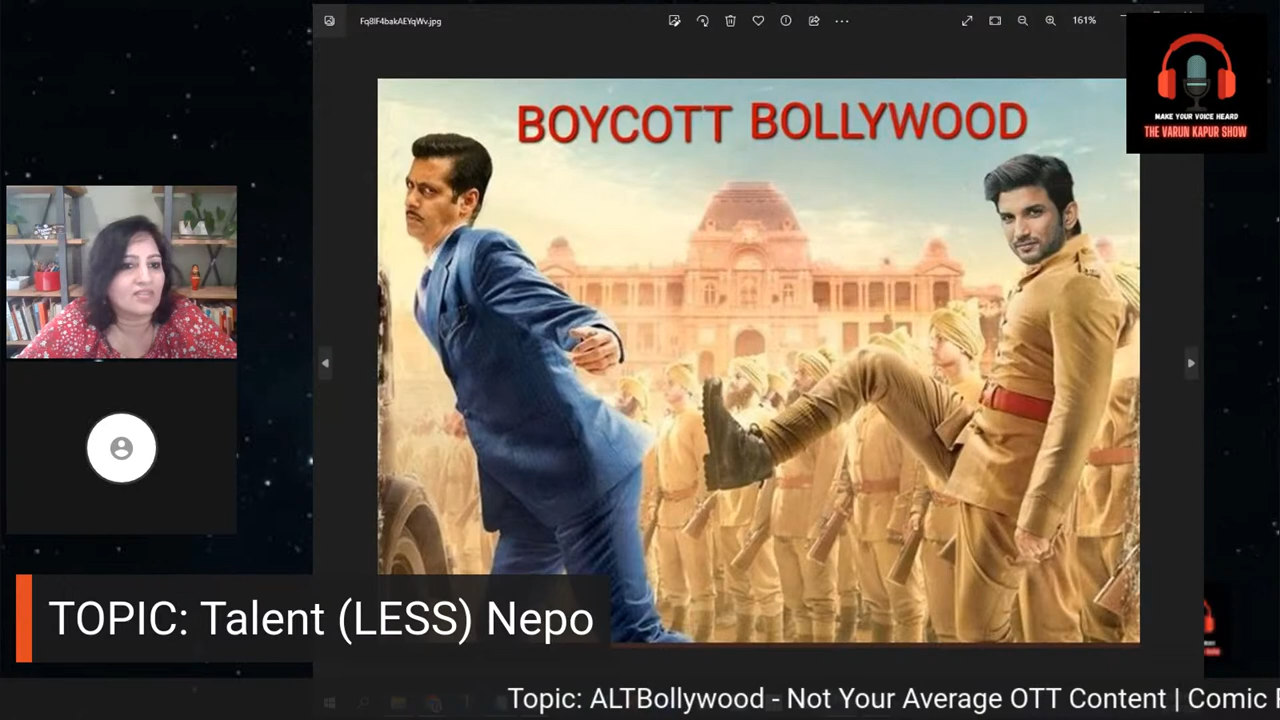 Fq8lF4bakAEYqWv.jpg
161%
BOYCOTT BOLLYWOOD
MAKE YOUR VOICE HEARD
THE VARUN KAPUR SHOW
TOPIC: Talent (LESS) Nepo
Topic: ALTBollywood - Not Your Average OTT Content | Comic